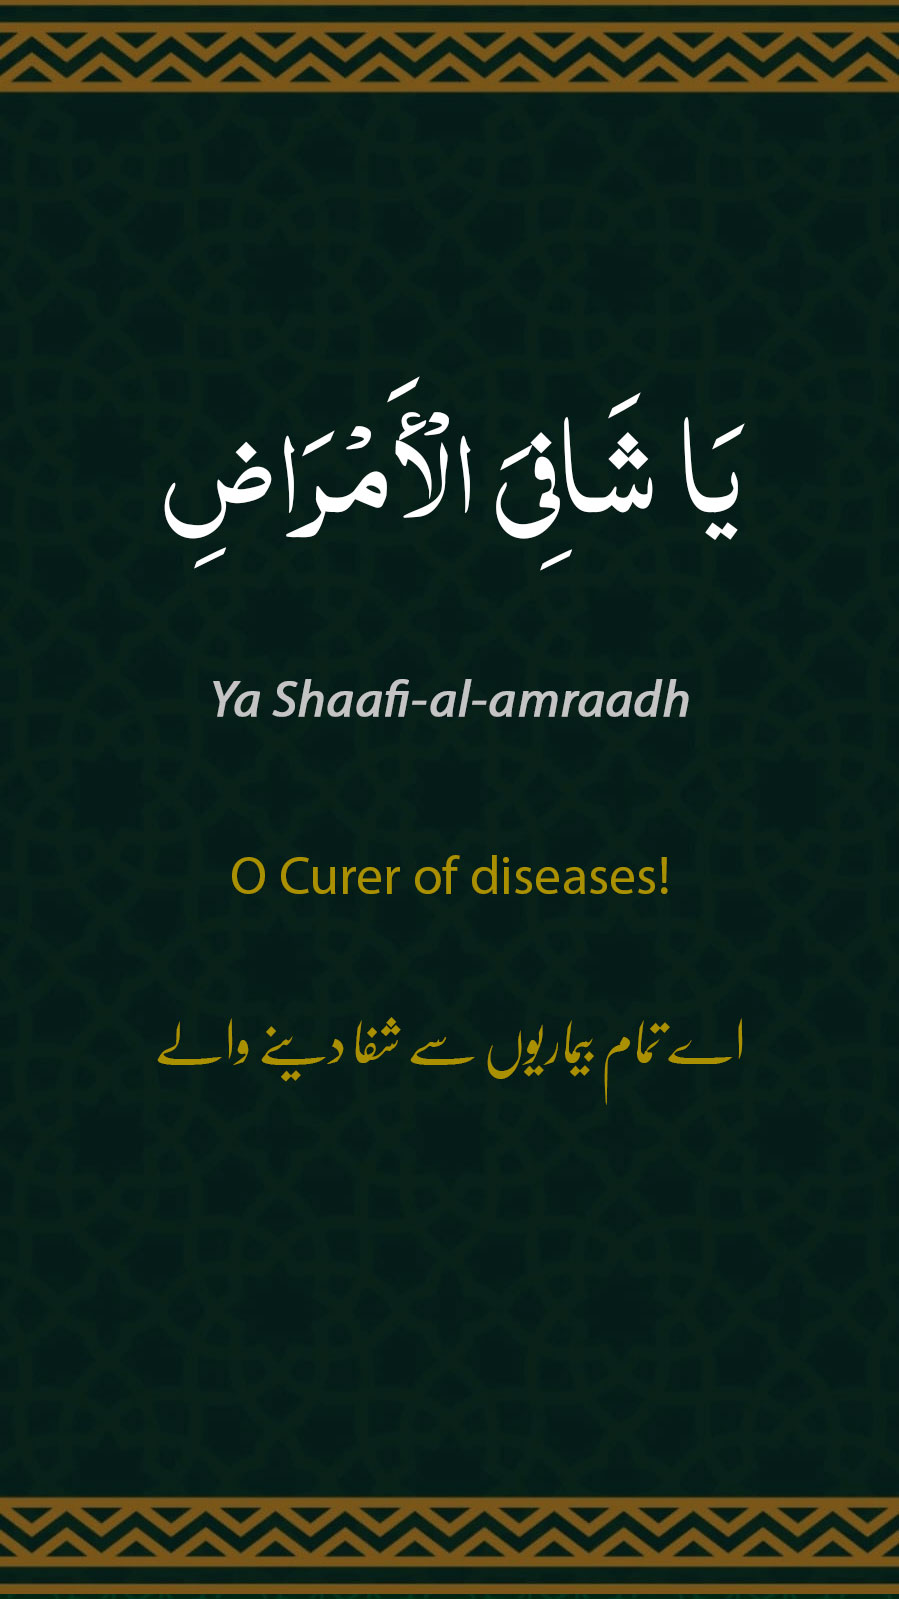 يَا شَافِىَ الْأَمْرَاضِ
Ya Shaafi-al-amraadh
O Curer of diseases!
اے تمام بیماریوں سے شفا دینے والے